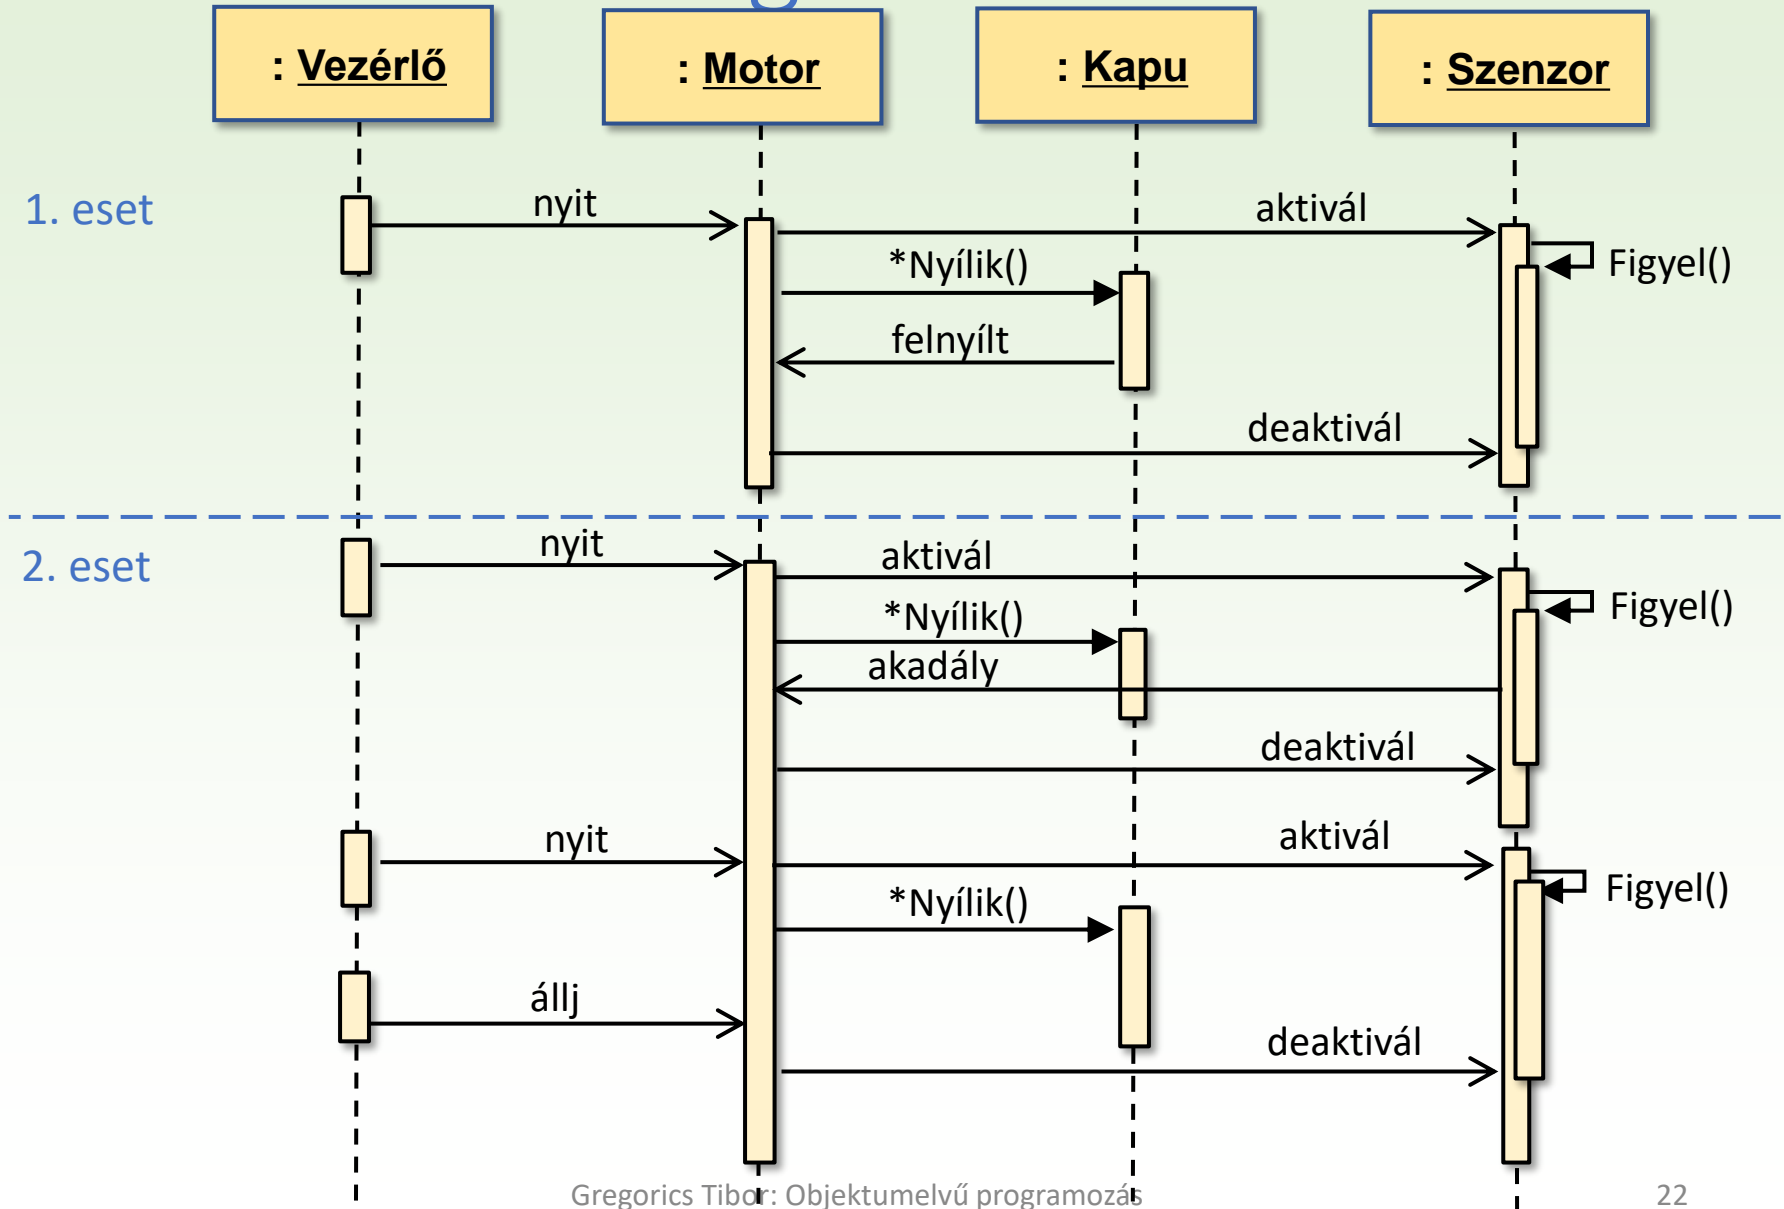 : Vezérlő
: Motor
: Kapu
: Szenzor
1. eset
nyit
aktivál
*Nyílik()
Figyel()
felnyílt
deaktivál
2. eset
nyit
aktivál
*Nyílik()
Figyel()
akadály
deaktivál
nyit
aktivál
*Nyílik()
Figyel()
állj
deaktivál
Gregorics Tibor: Objektumelvű programozás
22